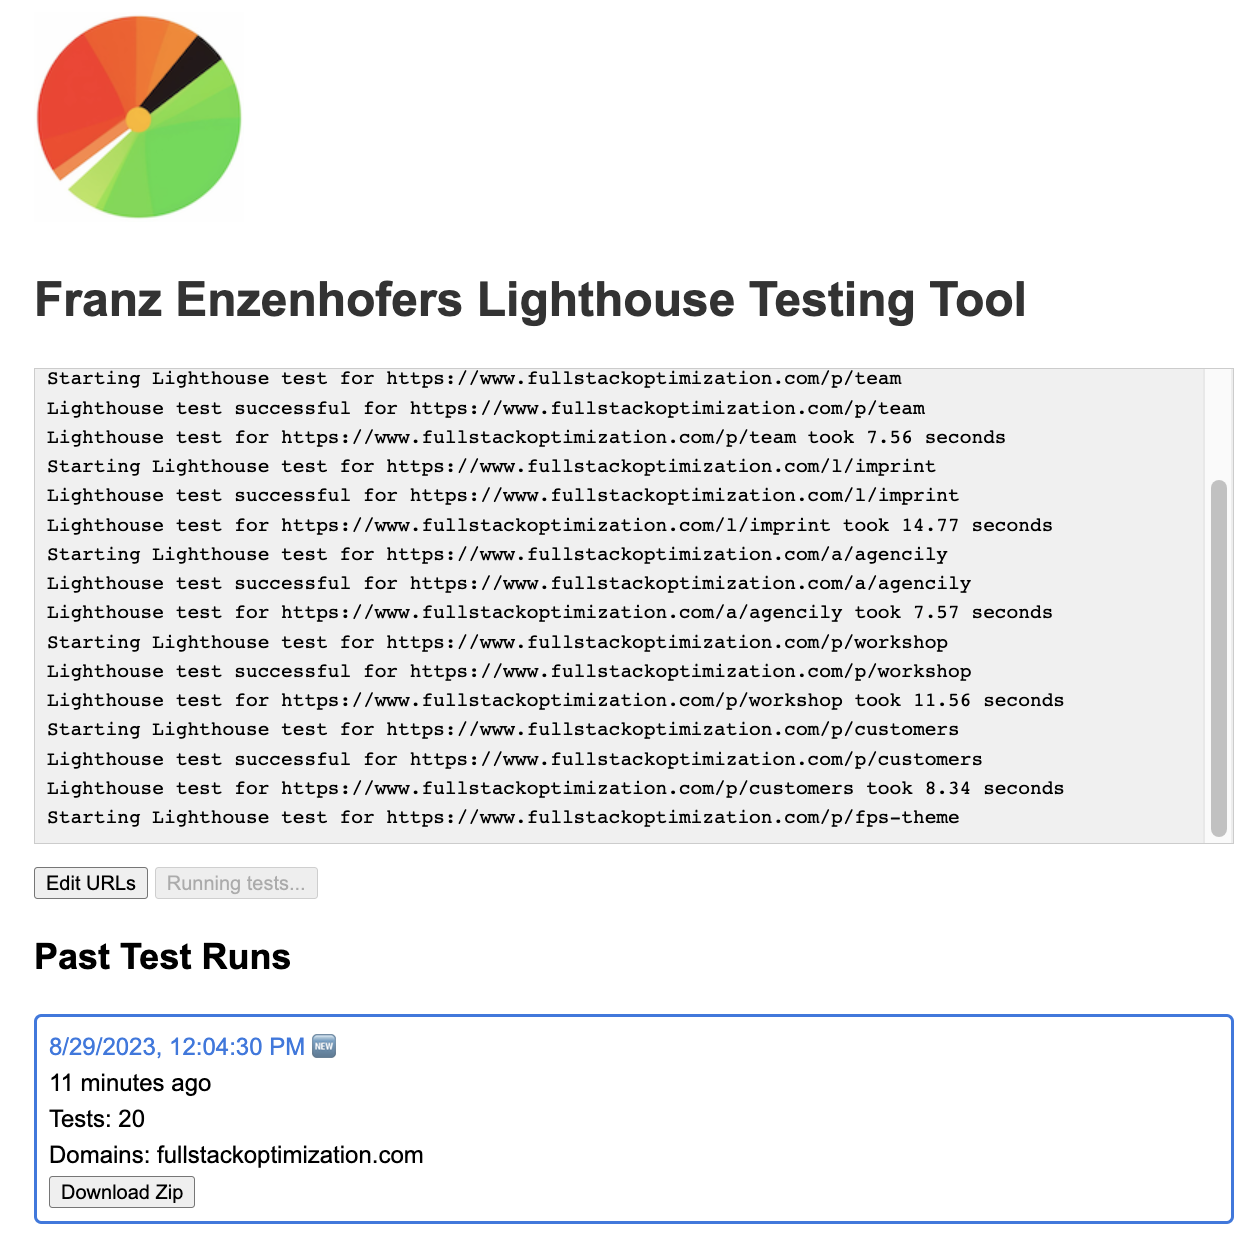 Franz Enzenhofers Lighthouse Testing Tool
Starting Lighthouse test for https://www.fullstackoptimization.com/p/team
Lighthouse test successful for https://www.fullstackoptimization.com/p/team
Lighthouse test for https://www.fullstackoptimization.com/p/team took 7.56 seconds
Starting Lighthouse test for https://www.fullstackoptimization.com/l/imprint
Lighthouse test successful for https://www.fullstackoptimization.com/l/imprint
Lighthouse test for https://www.fullstackoptimization.com/l/imprint took 14.77 seconds
Starting Lighthouse test for https://www.fullstackoptimization.com/a/agencily
Lighthouse test successful for https://www.fullstackoptimization.com/a/agencily
Lighthouse test for https://www.fullstackoptimization.com/a/agencily took 7.57 seconds
Starting Lighthouse test for https://www.fullstackoptimization.com/p/workshop
Lighthouse test successful for https://www.fullstackoptimization.com/p/workshop
Lighthouse test for https://www.fullstackoptimization.com/p/workshop took 11.56 seconds
Starting Lighthouse test for https://www.fullstackoptimization.com/p/customers
Lighthouse test successful for https://www.fullstackoptimization.com/p/customers
Lighthouse test for https://www.fullstackoptimization.com/p/customers took 8.34 seconds
Starting Lighthouse test for https://www.fullstackoptimization.com/p/fps-theme
Edit URLs Running tests...
Past Test Runs
8/29/2023, 12:04:30 PM NEW
11 minutes ago
Tests: 20
Domains: fullstackoptimization.com
Download Zip